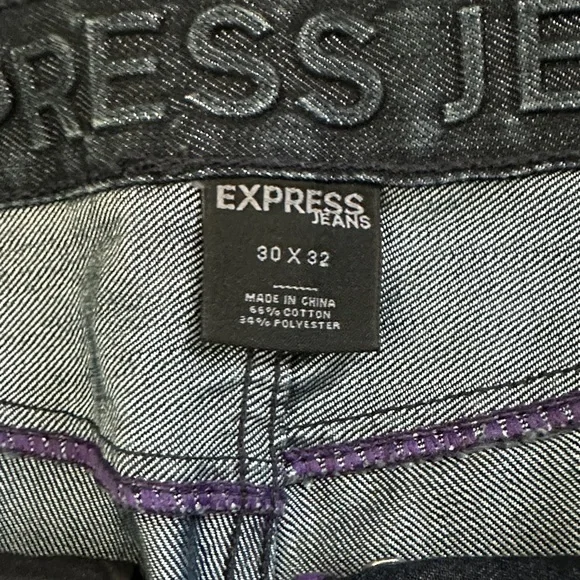 PRESS JE
EXPRESS
JEANS
30 X 32
MADE IN CHINA
66% COTTON
34% POLYESTER